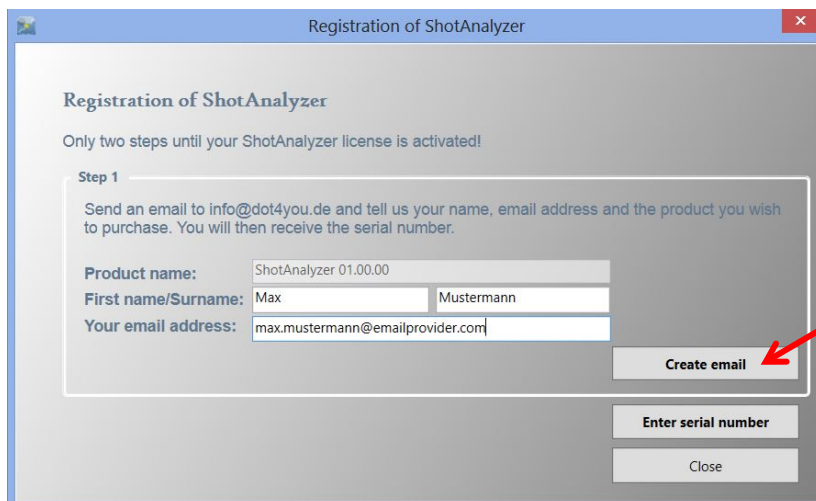 Registration of ShotAnalyzer
Registration of ShotAnalyzer
Only two steps until your ShotAnalyzer license is activated!
Step 1
Send an email to info@dot4you.de and tell us your name, email address and the product you wish
to purchase. You will then receive the serial number.
Product name: ShotAnalyzer 01.00.00
First name/Surname: Max Mustermann
Your email address: max.mustermann@emailprovider.com
Create email
Enter serial number
Close